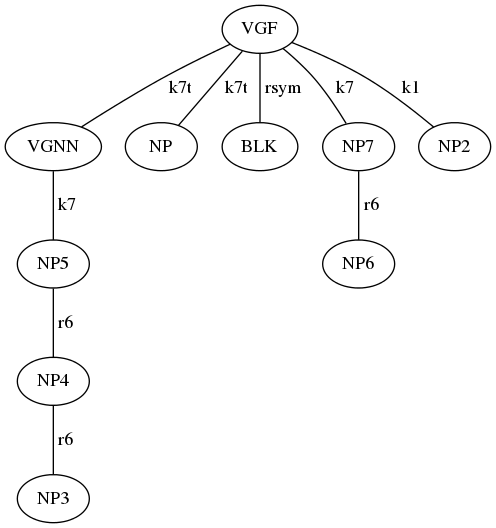 VGF
k7t k7t rsym k7 k1
VGNN NP BLK NP7 NP2
k7 r6
NP5 NP6
r6
NP4
r6
NP3